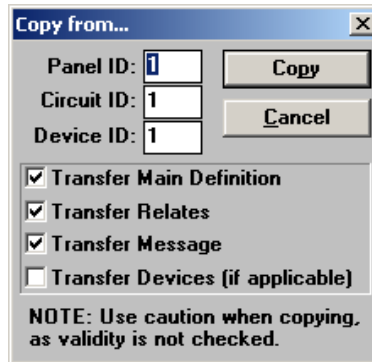 Copy from...
Panel ID: 1
Copy
Circuit ID: 1
Cancel
Device ID: 1
Transfer Main Definition
Transfer Relates
Transfer Message
Transfer Devices (if applicable)
NOTE: Use caution when copying,
as validity is not checked.